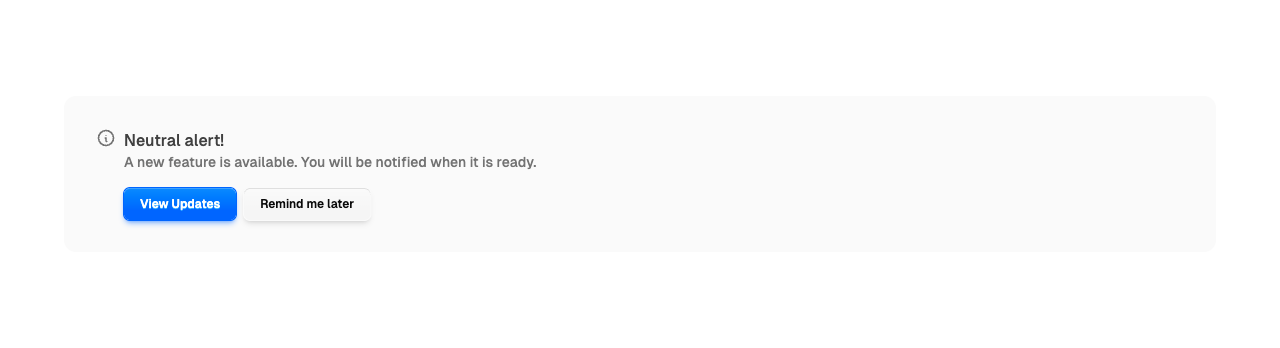 Neutral alert!
A new feature is available. You will be notified when it is ready.
View Updates
Remind me later